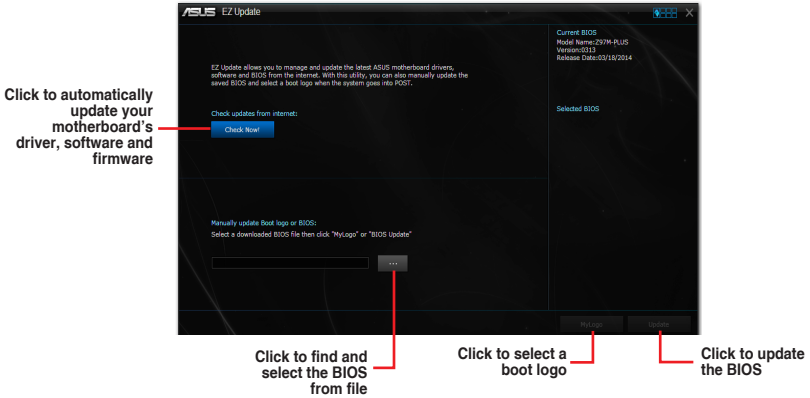 ASUS EZ Update
EZ Update allows you to manage and update the latest ASUS motherboard drivers,
software and BIOS from the internet. With this utility, you can also manually update the
saved BIOS and select a boot logo when the system goes into POST.
Check updates from internet:
Check Now!
Manually update Boot logo or BIOS:
Select a downloaded BIOS file then click "MyLogo" or "BIOS Update"
...
Current BIOS
Model Name:Z97M-PLUS
Version:0313
Release Date:03/18/2014
Selected BIOS
MyLogo
Update
Click to automatically
update your
motherboard's
driver, software and
firmware
Click to find and
select the BIOS
from file
Click to select a
boot logo
Click to update
the BIOS